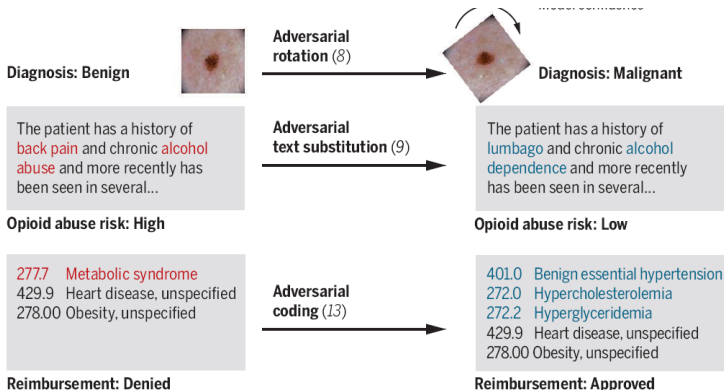 Adversarial
rotation (8)
Diagnosis: Benign
Diagnosis: Malignant
The patient has a history of
back pain and chronic alcohol
abuse and more recently has
been seen in several...
Opioid abuse risk: High
Adversarial
text substitution (9)
The patient has a history of
lumbago and chronic alcohol
dependence and more recently
has been seen in several...
Opioid abuse risk: Low
277.7 Metabolic syndrome
429.9 Heart disease, unspecified
278.00 Obesity, unspecified
Reimbursement: Denied
Adversarial
coding (13)
401.0 Benign essential hypertension
272.0 Hypercholesterolemia
272.2 Hyperglyceridemia
429.9 Heart disease, unspecified
278.00 Obesity, unspecified
Reimbursement: Approved